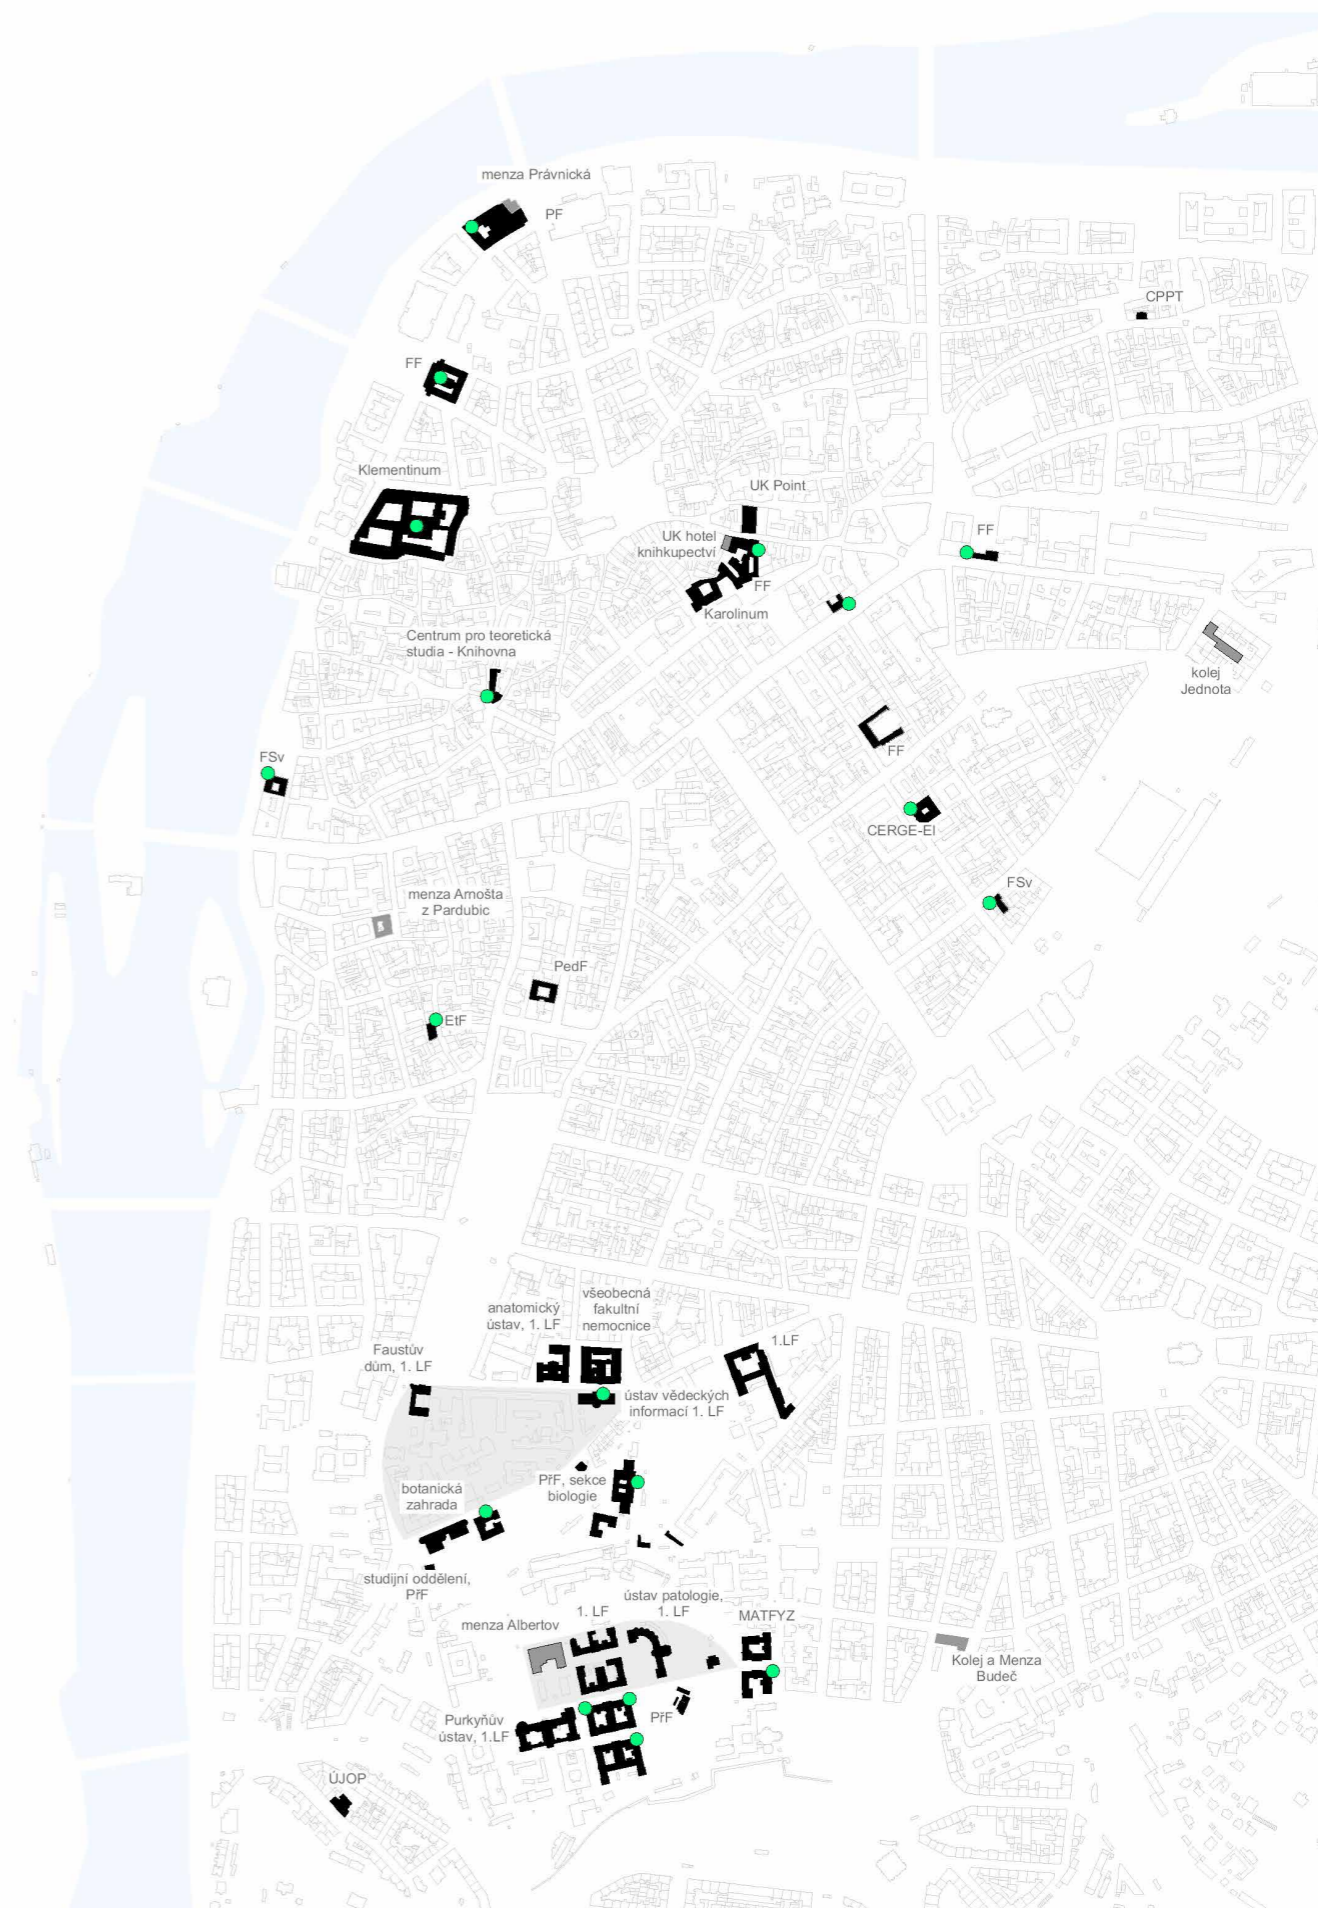 menza Právnická
PF
CPPT
FF
Klementinum
UK Point
UK hotel
knihkupectví
FF
FF
Karolinum
Centrum pro teoretická
studia - Knihovna
kolej
Jednota
FF
FSv
CERGE-EI
FSv
menza Arnošta
z Pardubic
PedF
EtF
všeobecná
fakultní
nemocnice
anatomický
ústav, 1. LF
1.LF
Faustův
dům, 1. LF
ústav vědeckých
informací 1. LF
PřF, sekce
biologie
botanická
zahrada
studijní oddělení,
PřF
ústav patologie,
1. LF
1. LF
MATFYZ
menza Albertov
Kolej a Menza
Budeč
PřF
Purkyňův
ústav, 1.LF
ÚJOP